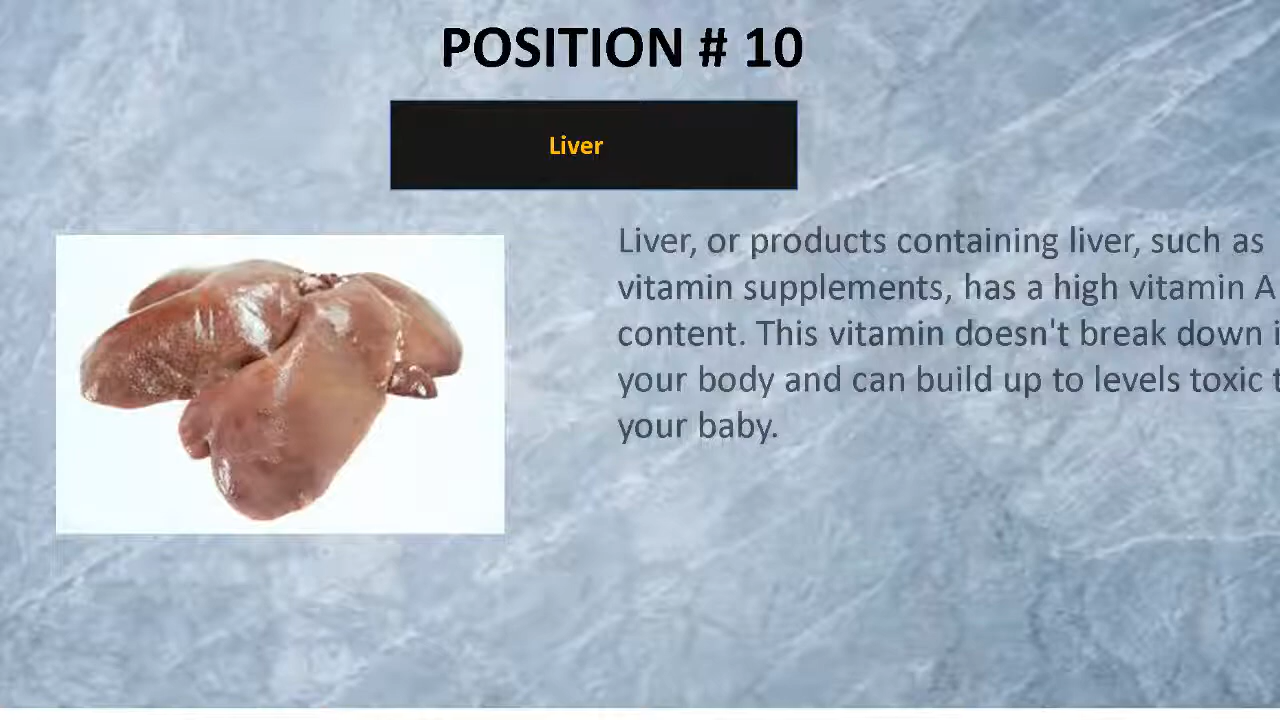 POSITION # 10
Liver
Liver, or products containing liver, such as
vitamin supplements, has a high vitamin A
content. This vitamin doesn't break down
your body and can build up to levels toxic
your baby.